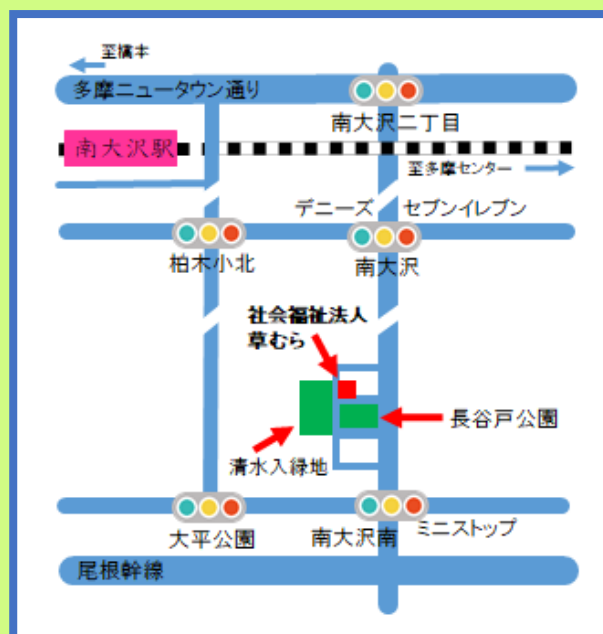 至橋本
多摩ニュータウン通り
南大沢二丁目
南大沢駅
至多摩センター
デニーズ
セブンイレブン
柏木小北
南大沢
社会福祉法人
草むら
長谷戸公園
清水入緑地
大平公園
南大沢南
ミニストップ
尾根幹線